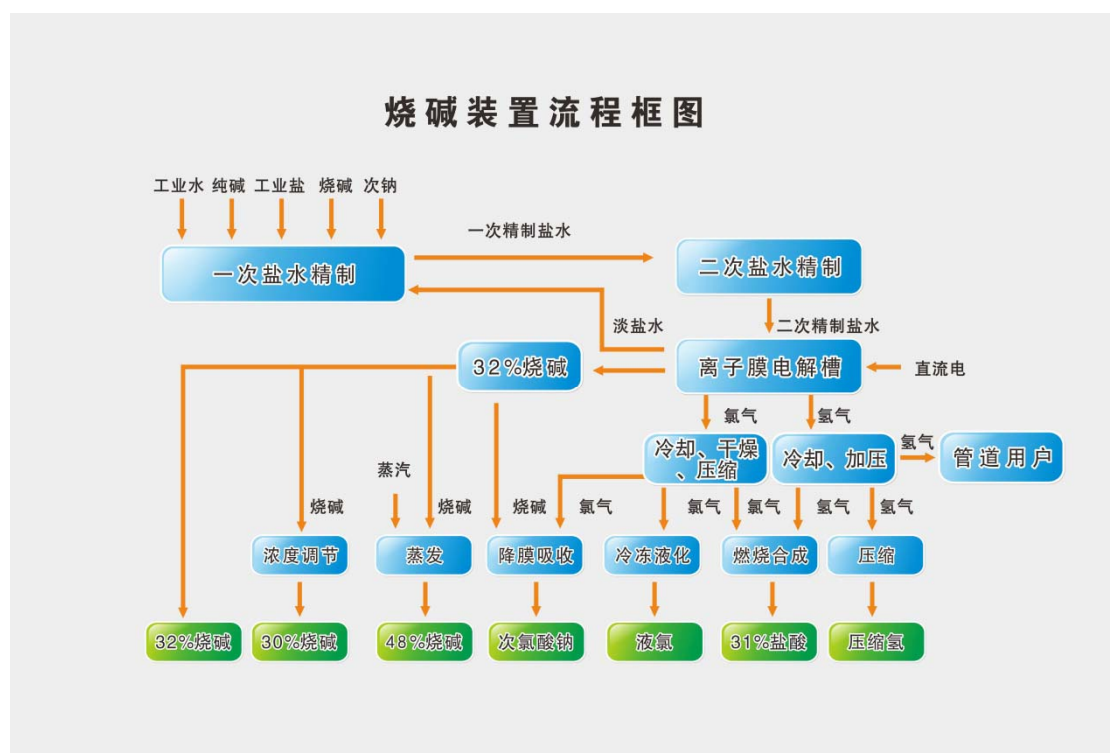 烧碱装置流程框图
工业水 纯碱 工业盐 烧碱 次钠
一次精制盐水
一次盐水精制
二次盐水精制
淡盐水
二次精制盐水
32%烧碱
离子膜电解槽
直流电
氯气
氢气
冷却、干燥
、压缩
冷却、加压
氢气
管道用户
蒸汽
烧碱
烧碱
烧碱
氯气
氯气
氯气
氢气
氢气
浓度调节
蒸发
降膜吸收
冷冻液化
燃烧合成
压缩
32%烧碱
30%烧碱
48%烧碱
次氯酸钠
液氯
31%盐酸
压缩氢